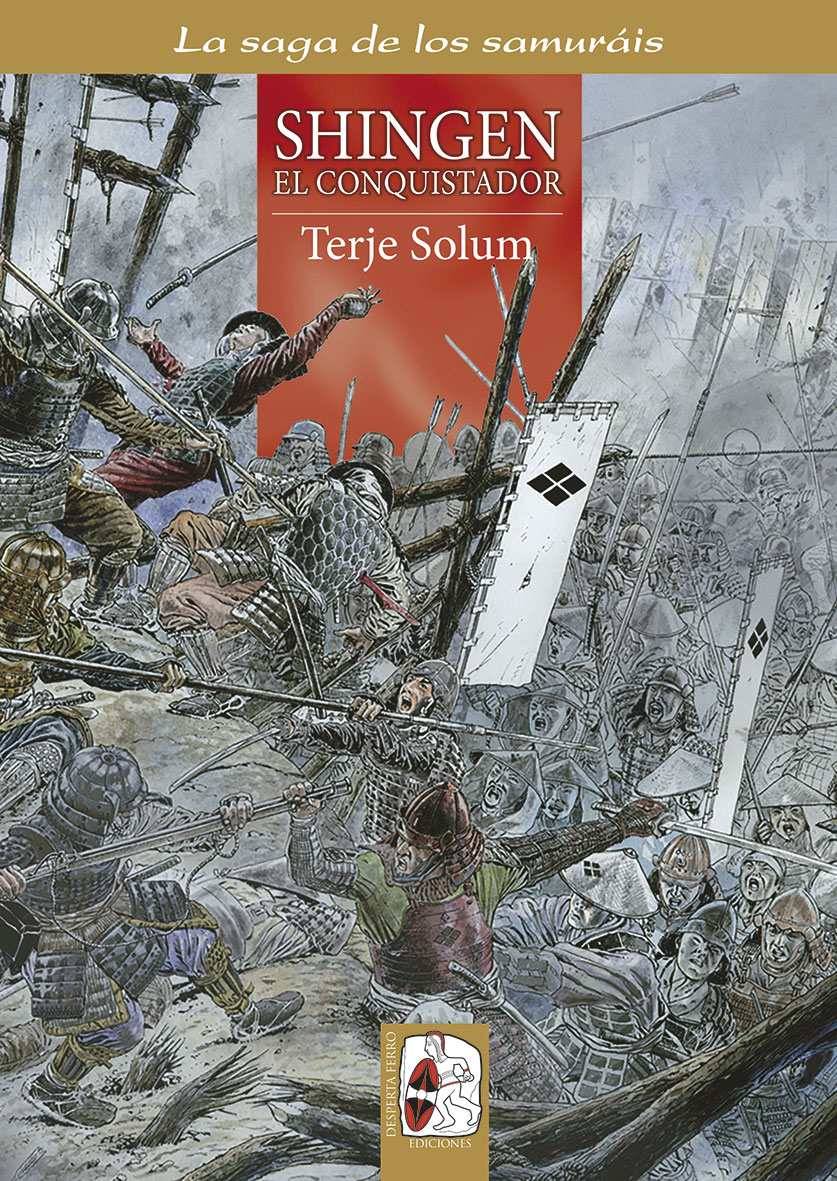 La saga de los samuráis
SHINGEN
EL CONQUISTADOR
Terje Solum
DESPERTA FERRO
EDICIONES